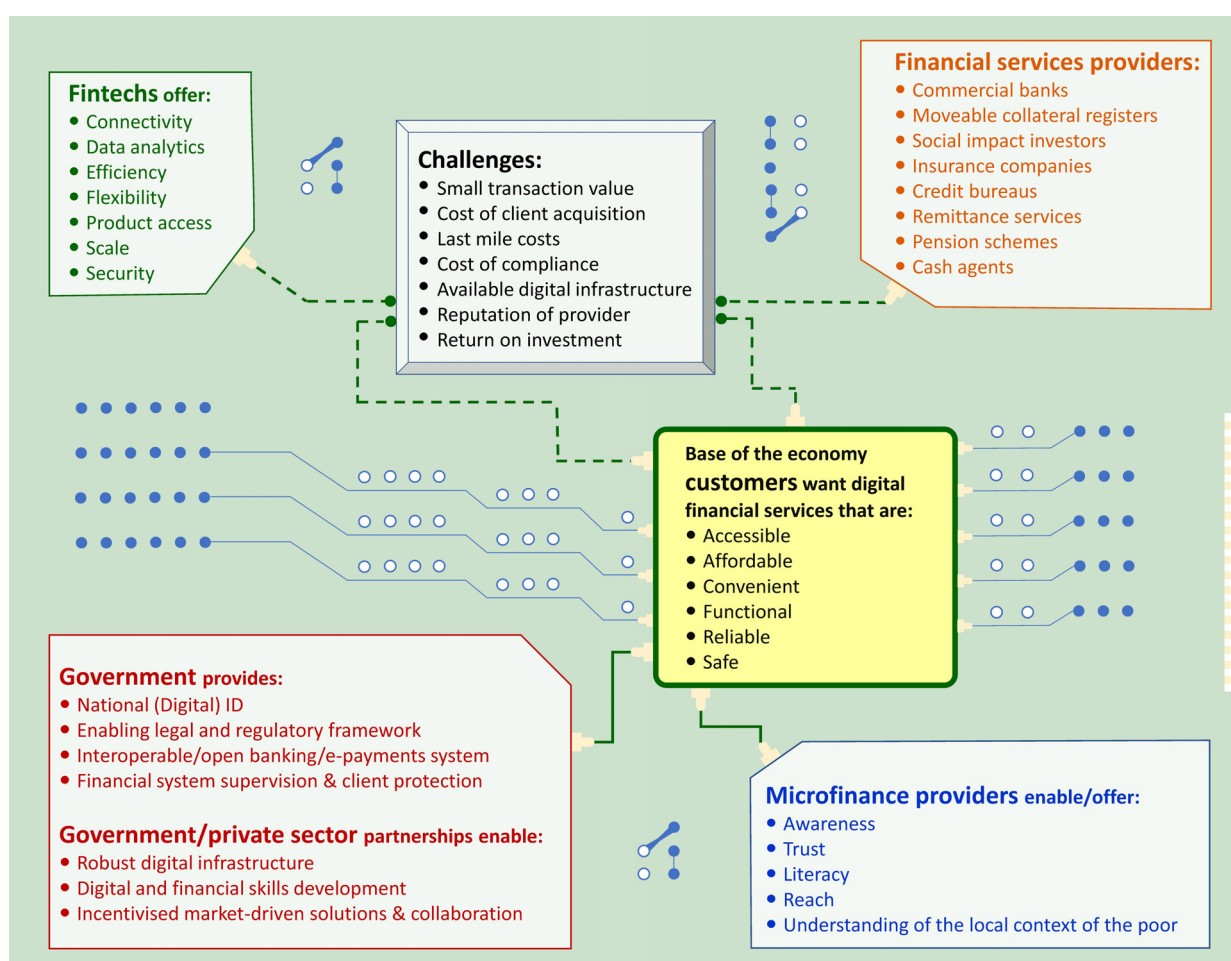 Fintechs offer:
• Connectivity
• Data analytics
• Efficiency
• Flexibility
• Product access
• Scale
• Security
Challenges:
• Small transaction value
• Cost of client acquisition
• Last mile costs
• Cost of compliance
• Available digital infrastructure
• Reputation of provider
• Return on investment
Financial services providers:
• Commercial banks
• Moveable collateral registers
• Social impact investors
• Insurance companies
• Credit bureaus
• Remittance services
• Pension schemes
• Cash agents
Base of the economy
customers want digital
financial services that are:
• Accessible
• Affordable
• Convenient
• Functional
• Reliable
• Safe
Government provides:
• National (Digital) ID
• Enabling legal and regulatory framework
• Interoperable/open banking/e-payments system
• Financial system supervision & client protection
Government/private sector partnerships enable:
• Robust digital infrastructure
• Digital and financial skills development
• Incentivised market-driven solutions & collaboration
Microfinance providers enable/offer:
• Awareness
• Trust
• Literacy
• Reach
• Understanding of the local context of the poor